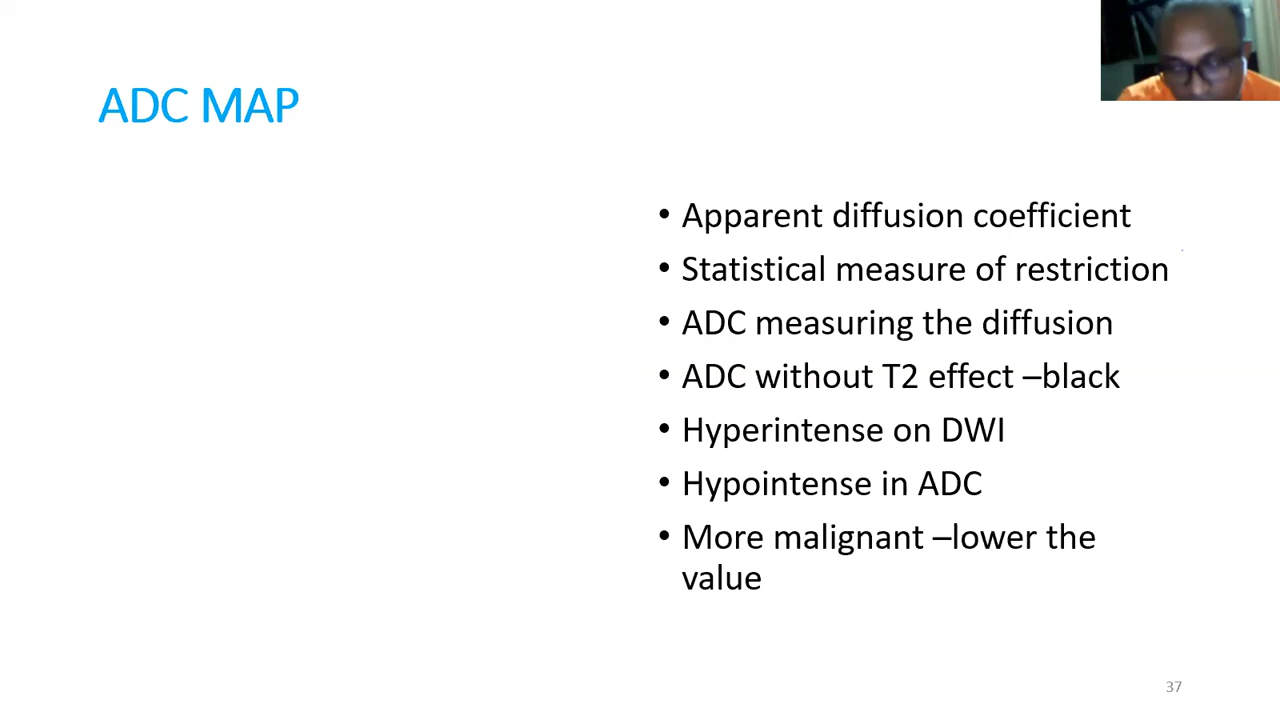 ADC MAP
• Apparent diffusion coefficient
• Statistical measure of restriction
• ADC measuring the diffusion
• ADC without T2 effect –black
• Hyperintense on DWI
• Hypointense in ADC
• More malignant –lower the
value
37